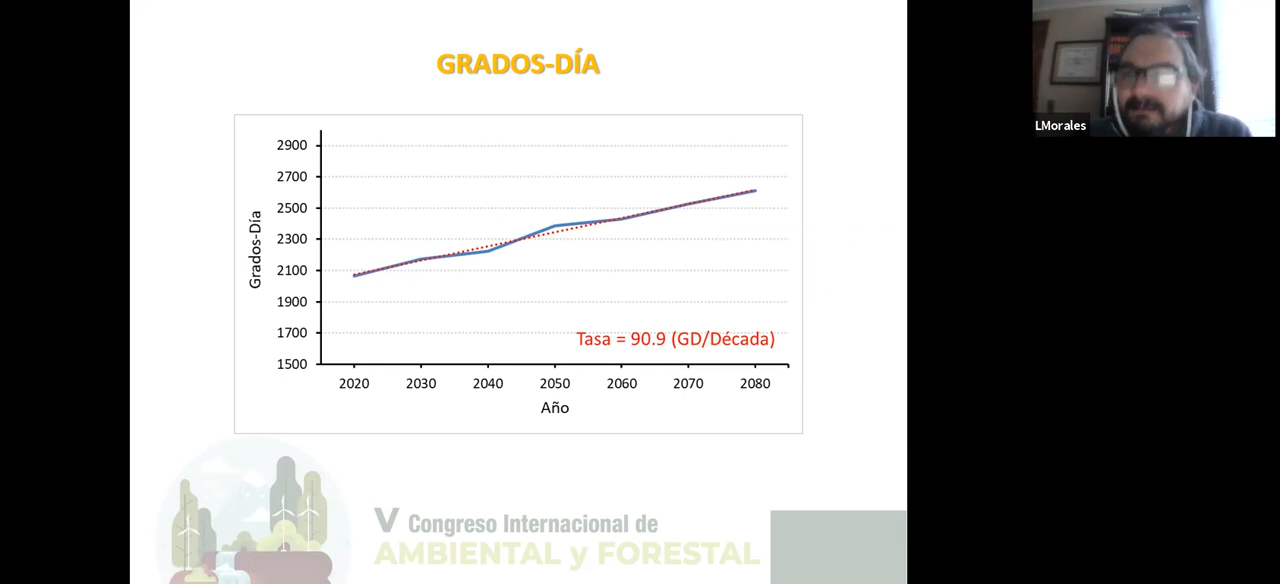 GRADOS-DÍA
LMorales
2900
2700
2500
2300
2100
1900
1700
1500
Grados-Día
Tasa = 90.9 (GD/Década)
2020 2030 2040 2050 2060 2070 2080
Año
V Congreso Internacional de
AMBIENTAL y FORESTAL